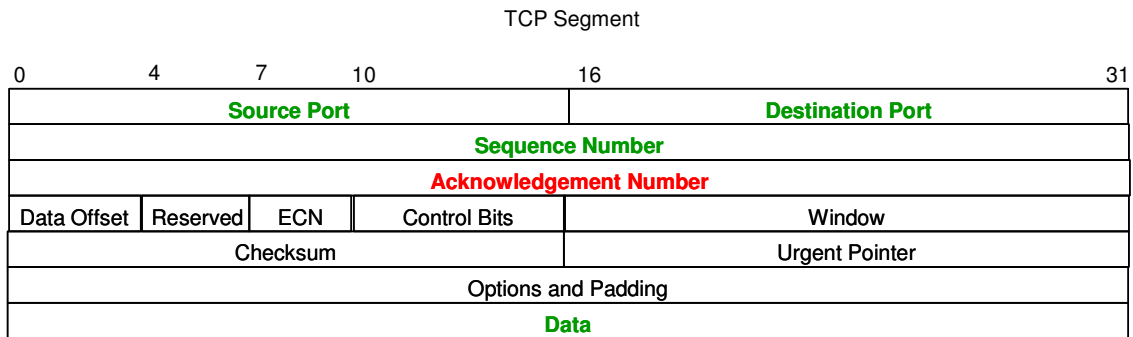 TCP Segment
0 4 7 10 16 31
Source Port Destination Port
Sequence Number
Acknowledgement Number
Data Offset Reserved ECN Control Bits Window
Checksum Urgent Pointer
Options and Padding
Data